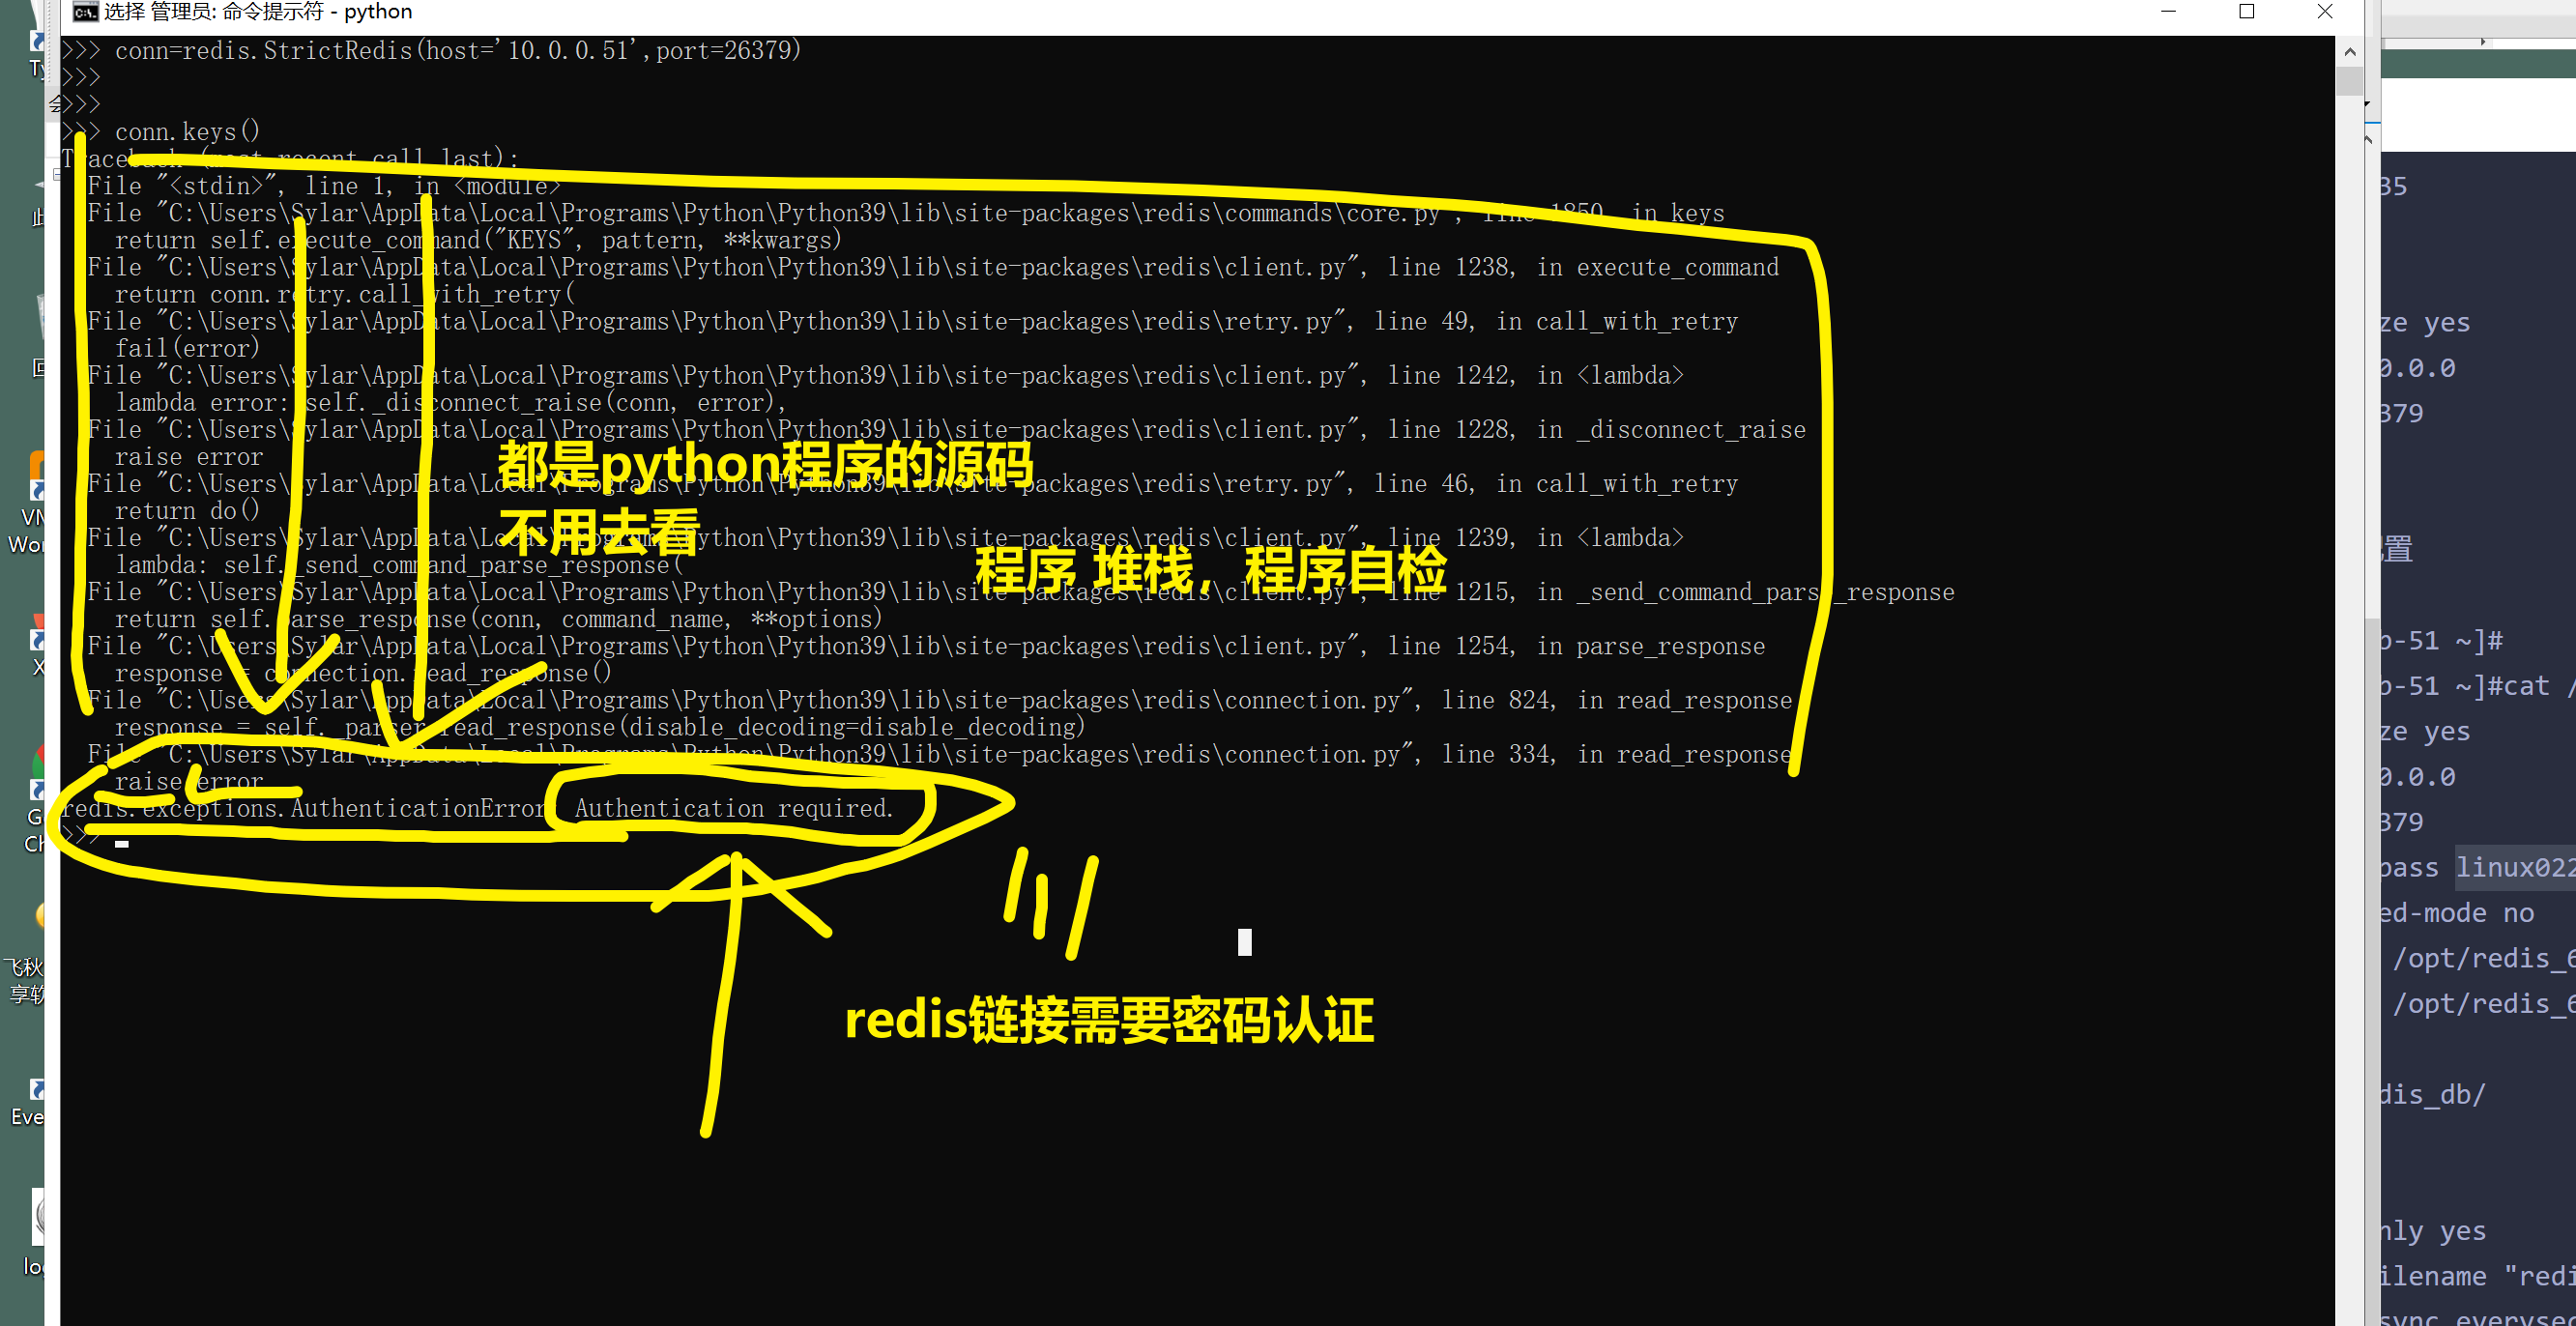 选择 管理员: 命令提示符 - python
>>> conn=redis.StrictRedis(host='10.0.0.51',port=26379)
>>>
>>>
>>> conn.keys()
Traceback (most recent call last):
File "<stdin>", line 1, in <module>
File "C:\Users\Sylar\AppData\Local\Programs\Python\Python39\lib\site-packages\redis\commands\core.py", line 1850, in keys
return self.execute_command("KEYS", pattern, **kwargs)
File "C:\Users\Sylar\AppData\Local\Programs\Python\Python39\lib\site-packages\redis\client.py", line 1238, in execute_command
return conn.retry.call_with_retry(
File "C:\Users\Sylar\AppData\Local\Programs\Python\Python39\lib\site-packages\redis\retry.py", line 49, in call_with_retry
fail(error)
File "C:\Users\Sylar\AppData\Local\Programs\Python\Python39\lib\site-packages\redis\client.py", line 1242, in <lambda>
lambda error: self._disconnect_raise(conn, error),
File "C:\Users\Sylar\AppData\Local\Programs\Python\Python39\lib\site-packages\redis\client.py", line 1228, in _disconnect_raise
raise error
File "C:\Users\Sylar\AppData\Local\Programs\Python\Python39\lib\site-packages\redis\retry.py", line 46, in call_with_retry
return do()
File "C:\Users\Sylar\AppData\Local\Programs\Python\Python39\lib\site-packages\redis\client.py", line 1239, in <lambda>
lambda: self._send_command_parse_response(
File "C:\Users\Sylar\AppData\Local\Programs\Python\Python39\lib\site-packages\redis\client.py", line 1215, in _send_command_parse_response
return self.parse_response(conn, command_name, **options)
File "C:\Users\Sylar\AppData\Local\Programs\Python\Python39\lib\site-packages\redis\client.py", line 1254, in parse_response
response = connection.read_response()
File "C:\Users\Sylar\AppData\Local\Programs\Python\Python39\lib\site-packages\redis\connection.py", line 824, in read_response
response = self._parser.read_response(disable_decoding=disable_decoding)
File "C:\Users\Sylar\AppData\Local\Programs\Python\Python39\lib\site-packages\redis\connection.py", line 334, in read_response
raise error
redis.exceptions.AuthenticationError: Authentication required.
>>>
都是python程序的源码
不用去看
程序 堆栈，程序自检
redis链接需要密码认证
35
ze yes
0.0.0
379
置
b-51 ~]#
b-51 ~]#cat /
ze yes
0.0.0
379
pass linux022
ed-mode no
/opt/redis_6
/opt/redis_6
dis_db/
nly yes
ilename "redi
sync everysec
Ty
回
VM
Wor
X
Go
Ch
飞秋
享软
Eve
log